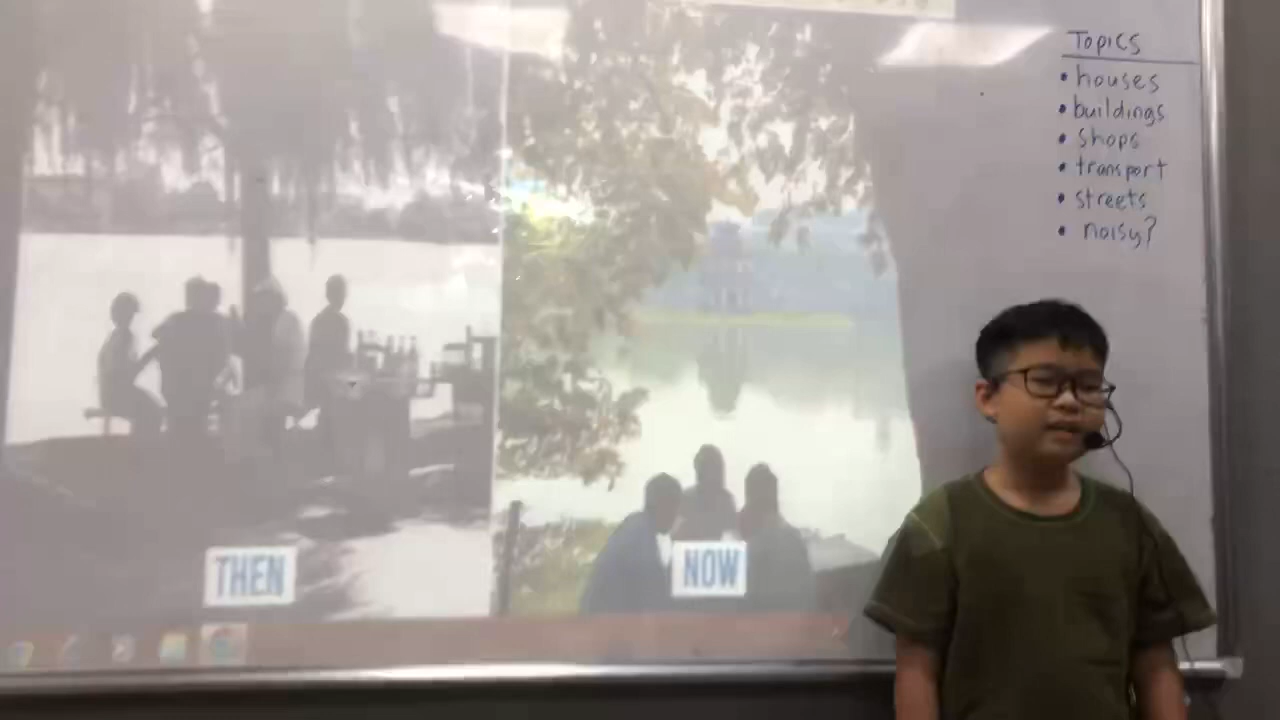 Topics
• houses
• buildings
• shops
• transport
• streets
• noisy?
THEN
NOW